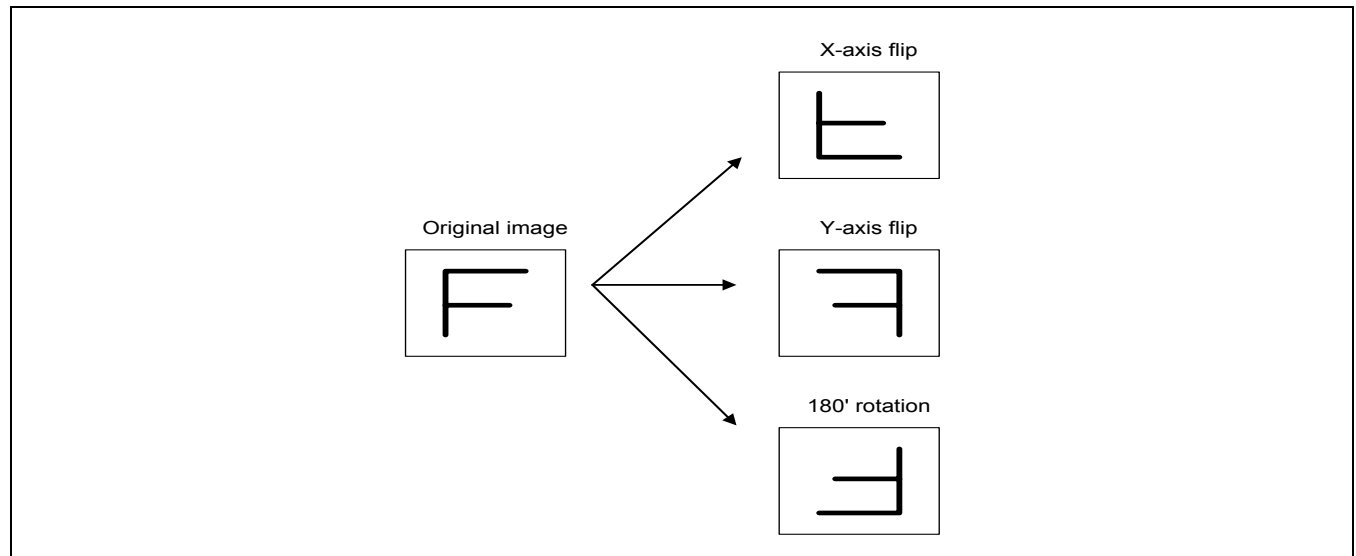 X-axis flip
Original image
F
Y-axis flip
180' rotation